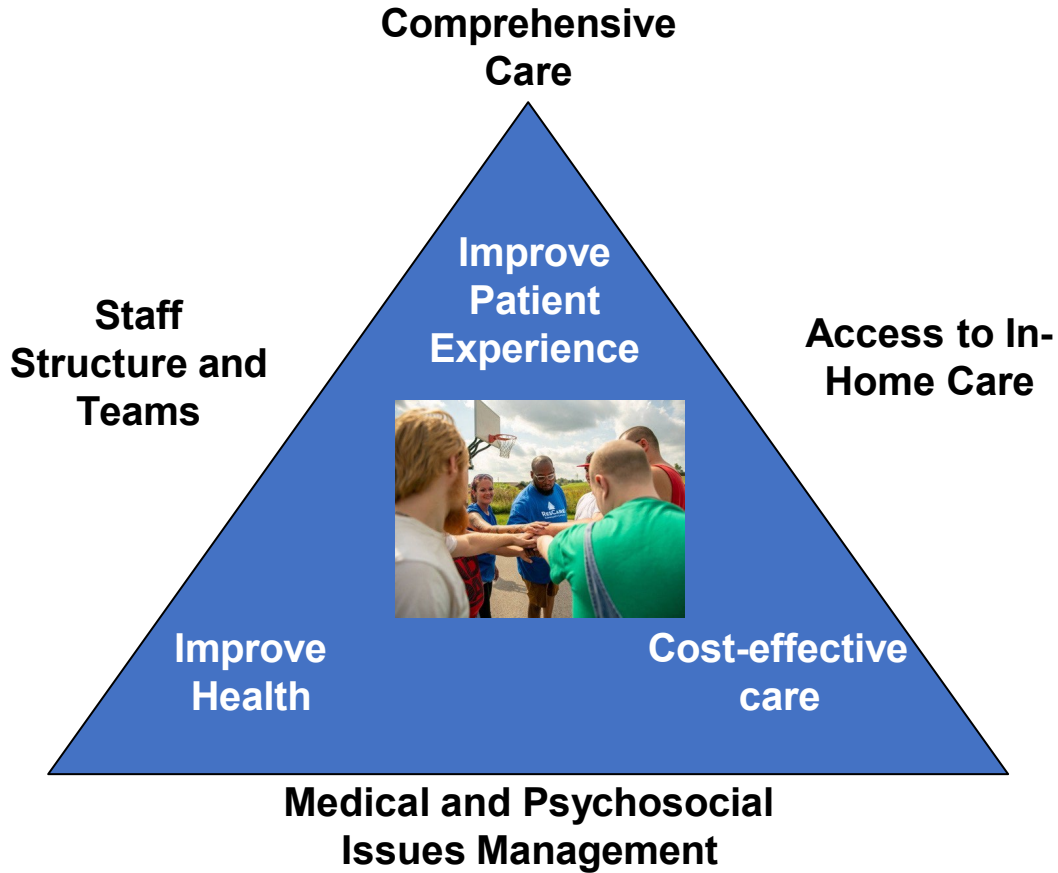 Comprehensive
Care
Improve
Patient
Experience
Staff
Structure and
Teams
Access to In-
Home Care
ResCare
Improve
Health
Cost-effective
care
Medical and Psychosocial
Issues Management